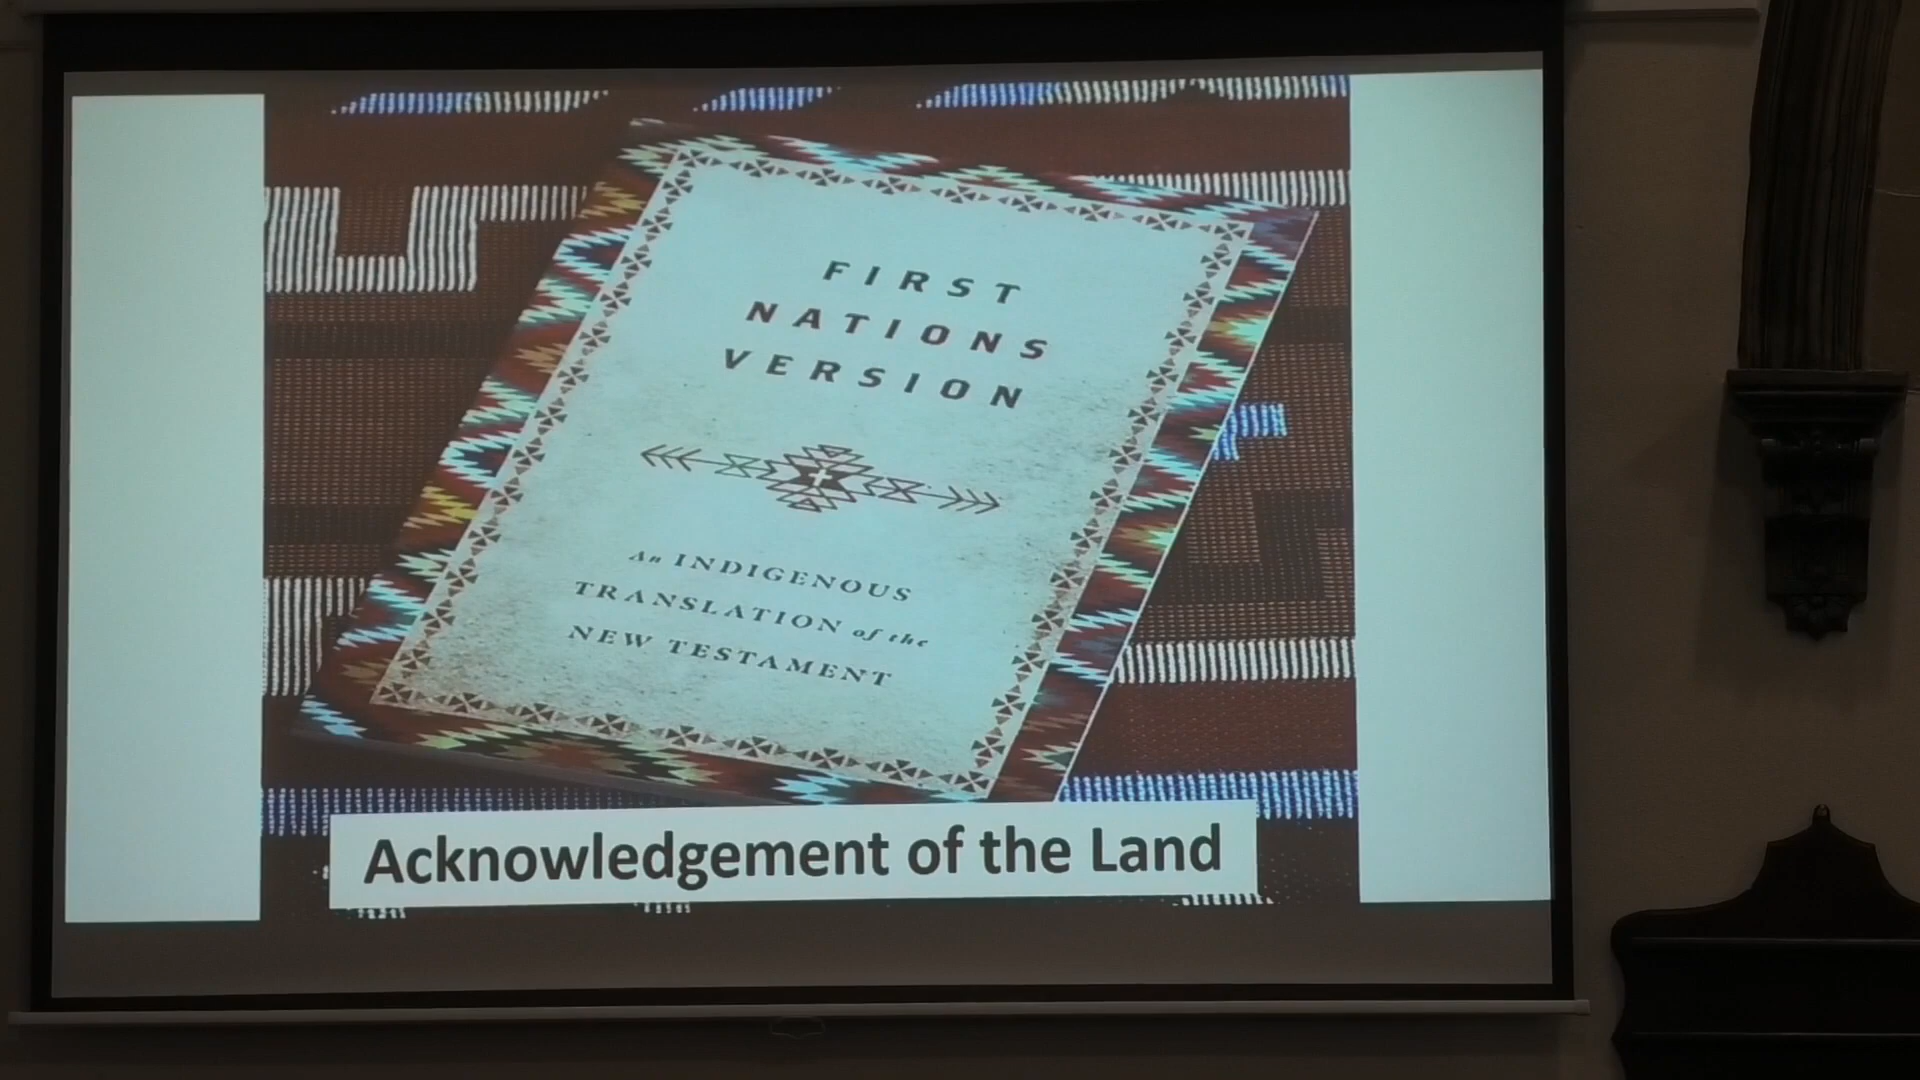 FIRST
NATIONS
VERSION
An INDIGENOUS
TRANSLATION of the
NEW TESTAMENT
Acknowledgement of the Land